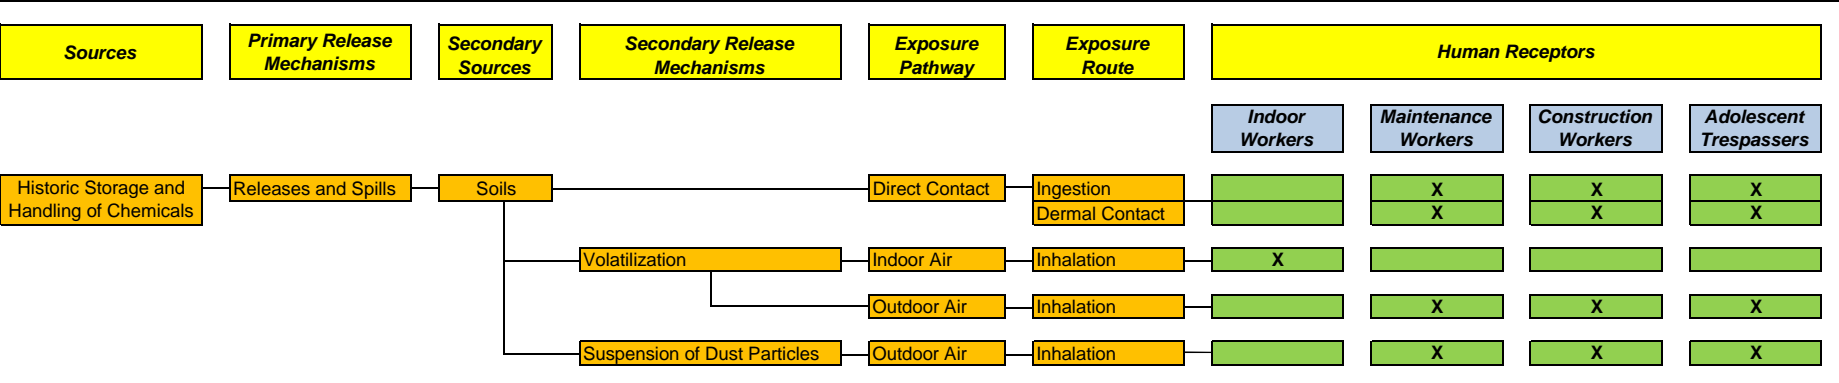 Sources
Primary Release
Mechanisms
Secondary
Sources
Secondary Release
Mechanisms
Exposure
Pathway
Exposure
Route
Human Receptors
Indoor
Workers
Maintenance
Workers
Construction
Workers
Adolescent
Trespassers
Historic Storage and
Handling of Chemicals
Releases and Spills
Soils
Direct Contact
Ingestion
X
X
X
Dermal Contact
X
X
X
Volatilization
Indoor Air
Inhalation
X
Outdoor Air
Inhalation
X
X
X
Suspension of Dust Particles
Outdoor Air
Inhalation
X
X
X